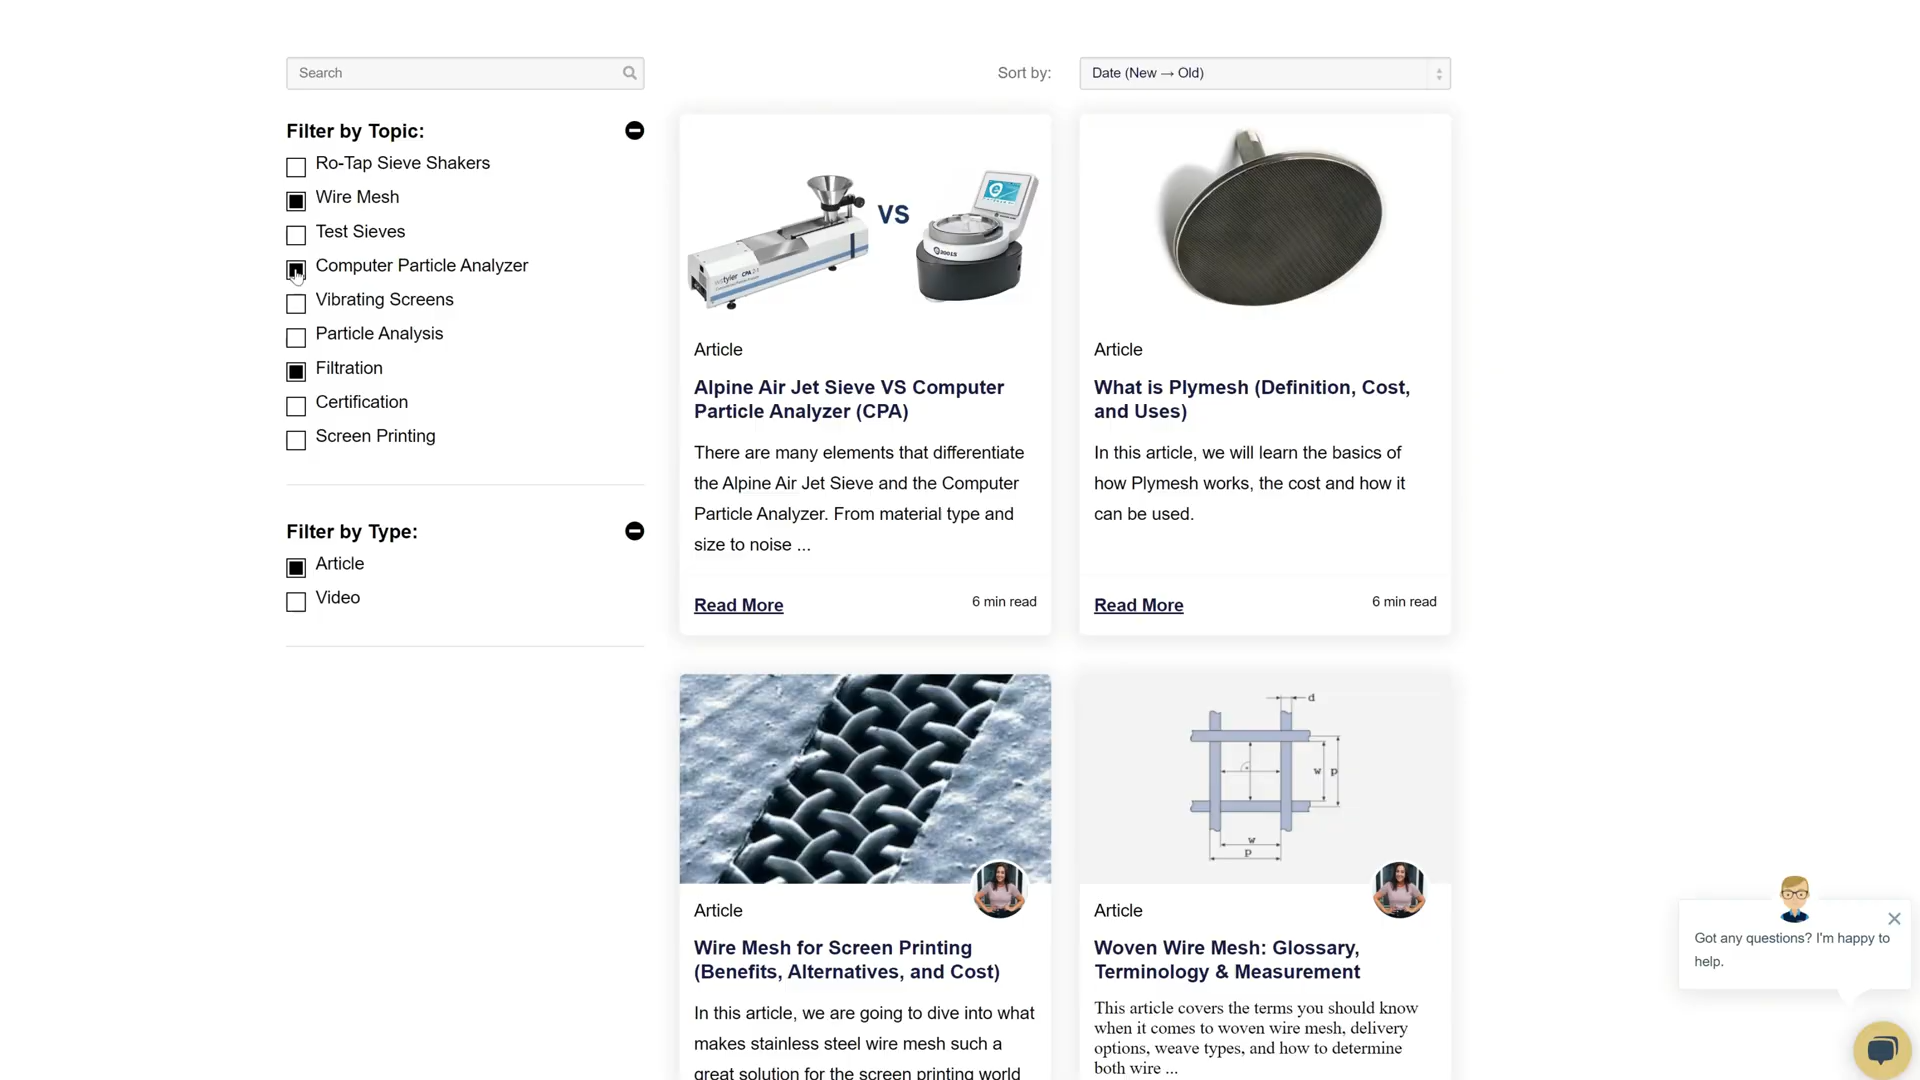 Search
Sort by:
Date (New → Old)
Filter by Topic:
Ro-Tap Sieve Shakers
Wire Mesh
Test Sieves
Computer Particle Analyzer
Vibrating Screens
Particle Analysis
Filtration
Certification
Screen Printing
Filter by Type:
Article
Video
VS
Article
Alpine Air Jet Sieve VS Computer
Particle Analyzer (CPA)
There are many elements that differentiate
the Alpine Air Jet Sieve and the Computer
Particle Analyzer. From material type and
size to noise ...
Read More
6 min read
Article
What is Plymesh (Definition, Cost,
and Uses)
In this article, we will learn the basics of
how Plymesh works, the cost and how it
can be used.
Read More
6 min read
Article
Wire Mesh for Screen Printing
(Benefits, Alternatives, and Cost)
In this article, we are going to dive into what
makes stainless steel wire mesh such a
great solution for the screen printing world
d
w p
w
p
Article
Woven Wire Mesh: Glossary,
Terminology & Measurement
This article covers the terms you should know
when it comes to woven wire mesh, delivery
options, weave types, and how to determine
both wire ...
Got any questions? I'm happy to
help.